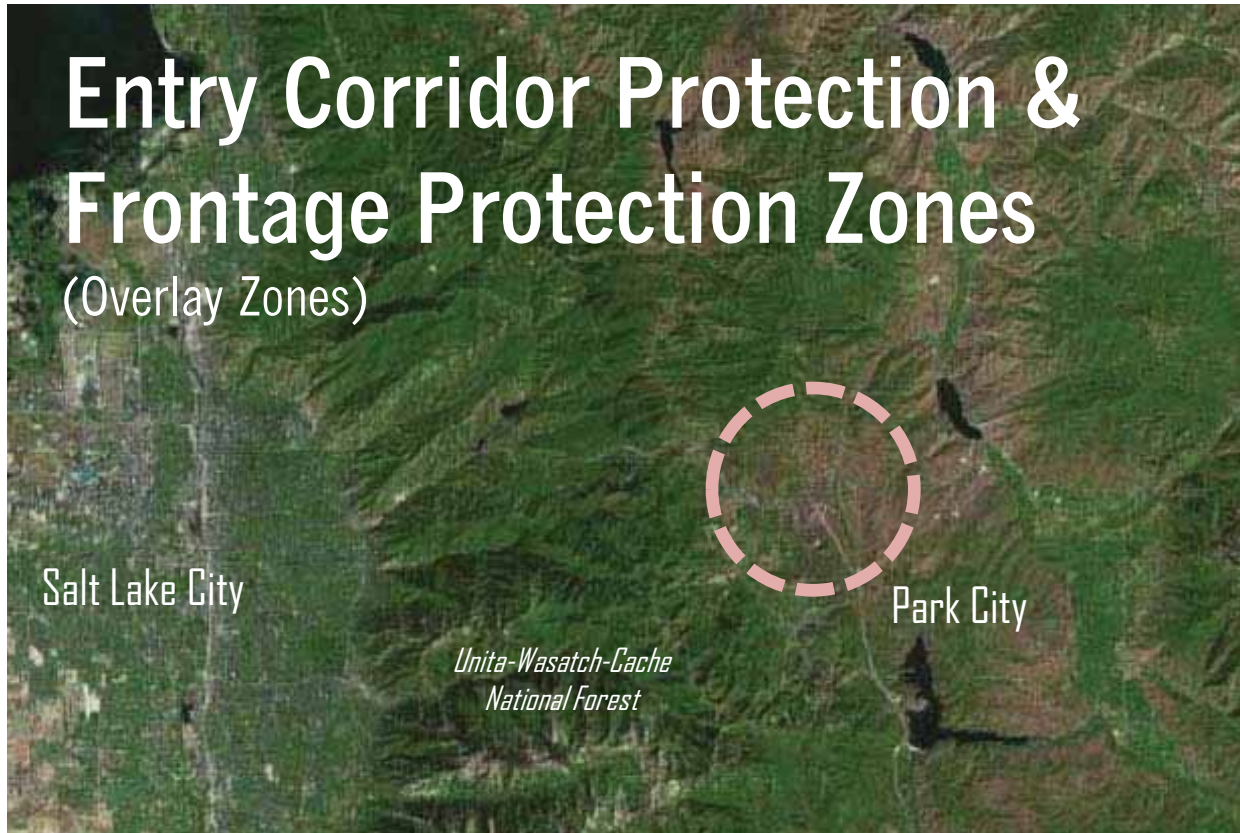 Entry Corridor Protection &
Frontage Protection Zones
(Overlay Zones)
Salt Lake City
Park City
Unita-Wasatch-Cache
National Forest